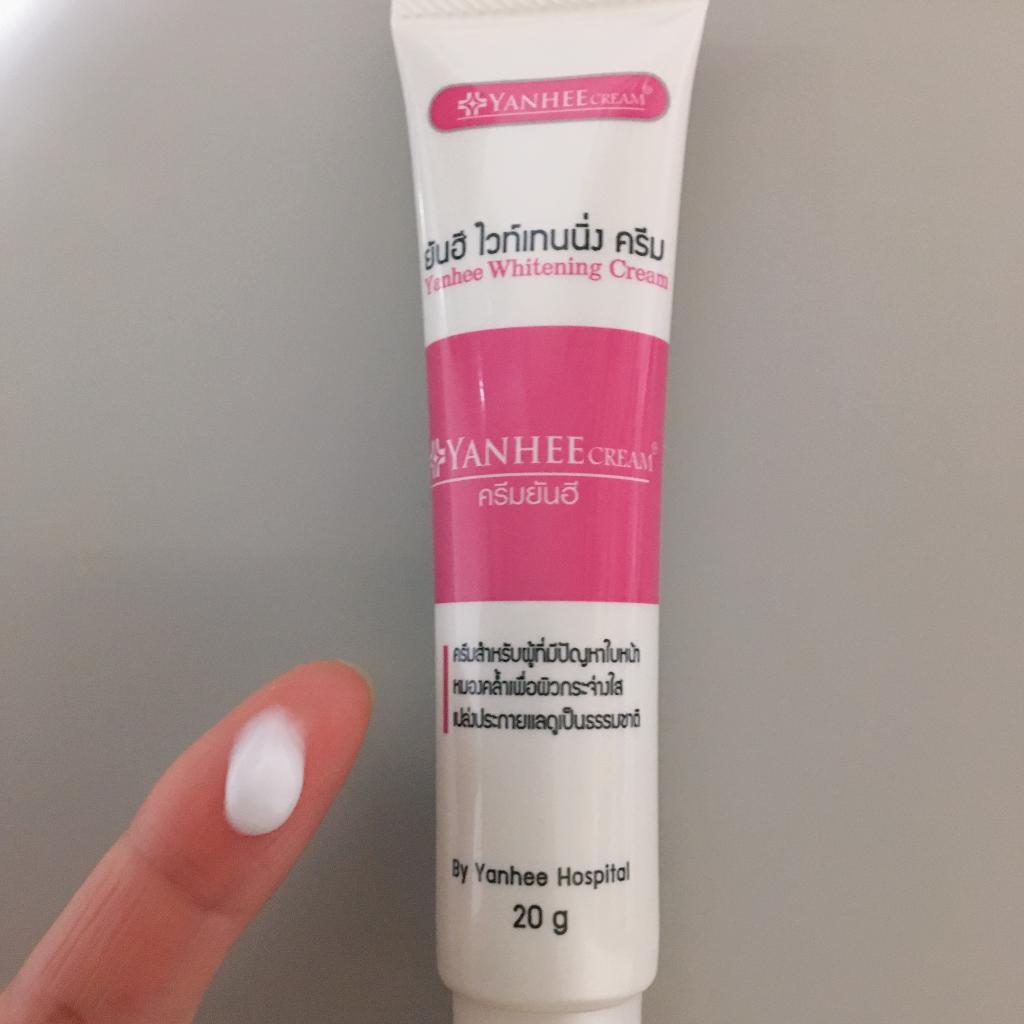 YANHEE CREAM®
ยันฮี ไวท์เทนนิ่ง ครีม
Yanhee Whitening Cream
YANHEE CREAM®
ครีมยันฮี
ครีมสำหรับผู้ที่มีปัญหาใบหน้า
หมองคล้ำเพื่อผิวกระจ่างใส
เปล่งประกายแลดูเป็นธรรมชาติ
By Yanhee Hospital
20 g